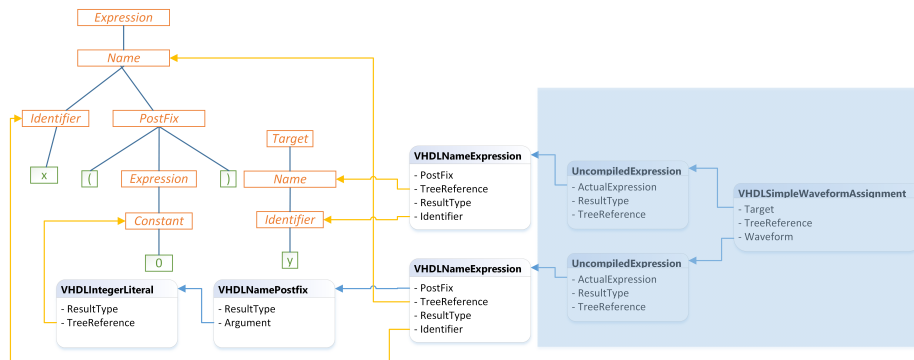 Expression
Name
Identifier
PostFix
x
(
Expression
)
Constant
0
Target
Name
Identifier
y
VHDLNameExpression
- PostFix
- TreeReference
- ResultType
- Identifier
UncompiledExpression
- ActualExpression
- ResultType
- TreeReference
VHDLSimpleWaveformAssignment
- Target
- TreeReference
- Waveform
VHDLIntegerLiteral
- ResultType
- TreeReference
VHDLNamePostfix
- ResultType
- Argument
VHDLNameExpression
- PostFix
- TreeReference
- ResultType
- Identifier
UncompiledExpression
- ActualExpression
- ResultType
- TreeReference